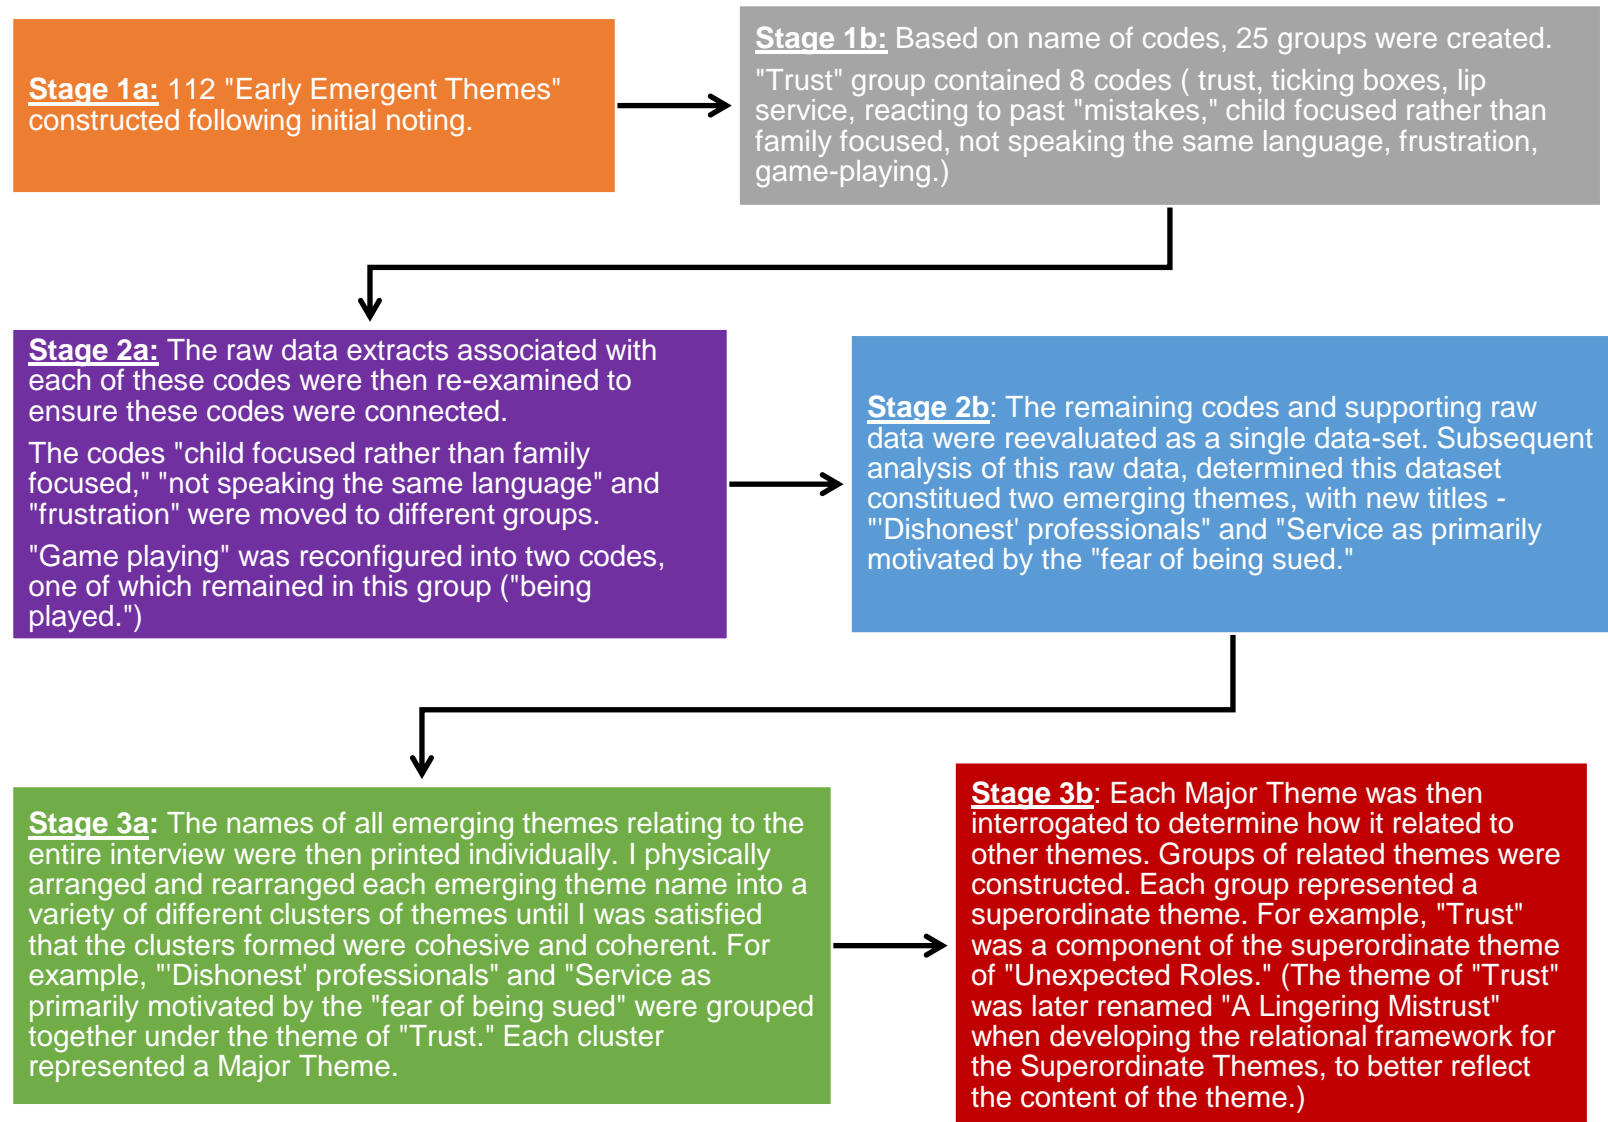 Stage 1a: 112 "Early Emergent Themes"
constructed following initial noting.
Stage 1b: Based on name of codes, 25 groups were created.
"Trust" group contained 8 codes ( trust, ticking boxes, lip
service, reacting to past "mistakes," child focused rather than
family focused, not speaking the same language, frustration,
game-playing.)
Stage 2a: The raw data extracts associated with
each of these codes were then re-examined to
ensure these codes were connected.
The codes "child focused rather than family
focused," "not speaking the same language" and
"frustration" were moved to different groups.
"Game playing" was reconfigured into two codes,
one of which remained in this group ("being
played.")
Stage 2b: The remaining codes and supporting raw
data were reevaluated as a single data-set. Subsequent
analysis of this raw data, determined this dataset
constitued two emerging themes, with new titles -
"'Dishonest' professionals" and "Service as primarily
motivated by the "fear of being sued."
Stage 3a: The names of all emerging themes relating to the
entire interview were then printed individually. I physically
arranged and rearranged each emerging theme name into a
variety of different clusters of themes until I was satisfied
that the clusters formed were cohesive and coherent. For
example, "'Dishonest' professionals" and "Service as
primarily motivated by the "fear of being sued" were grouped
together under the theme of "Trust." Each cluster
represented a Major Theme.
Stage 3b: Each Major Theme was then
interrogated to determine how it related to
other themes. Groups of related themes were
constructed. Each group represented a
superordinate theme. For example, "Trust"
was a component of the superordinate theme
of "Unexpected Roles." (The theme of "Trust"
was later renamed "A Lingering Mistrust"
when developing the relational framework for
the Superordinate Themes, to better reflect
the content of the theme.)